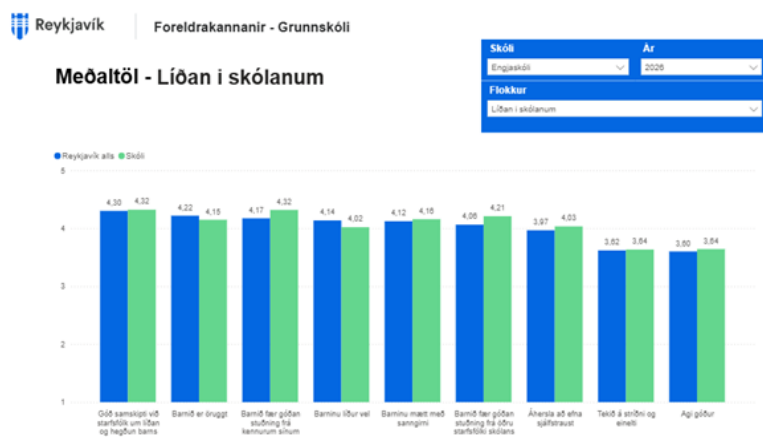 Reykjavík
Foreldrakannanir - Grunnskóli
Meðaltöl - Líðan i skólanum
Skóli
Ár
Engjaskóli
2026
Flokkur
Líðan i skólanum
Reykjavík alls
Skóli
5
4
3
2
1
4,30
4,32
4,22
4,15
4,17
4,32
4,14
4,02
4,12
4,16
4,06
4,21
3,97
4,03
3,62
3,64
3,60
3,64
Góð samskipti við
starfsfólk um líðan
og hegðun barns
Barnið er öruggt
Barnið fær góðan
stuðning frá
kennurum sínum
Barninu líður vel
Barninu mætt með
sanngirni
Barnið fær góðan
stuðning frá öðru
starfsfólki skólans
Áhersla að efna
sjálfstraust
Tekið á stríðni og
einelti
Agi góður